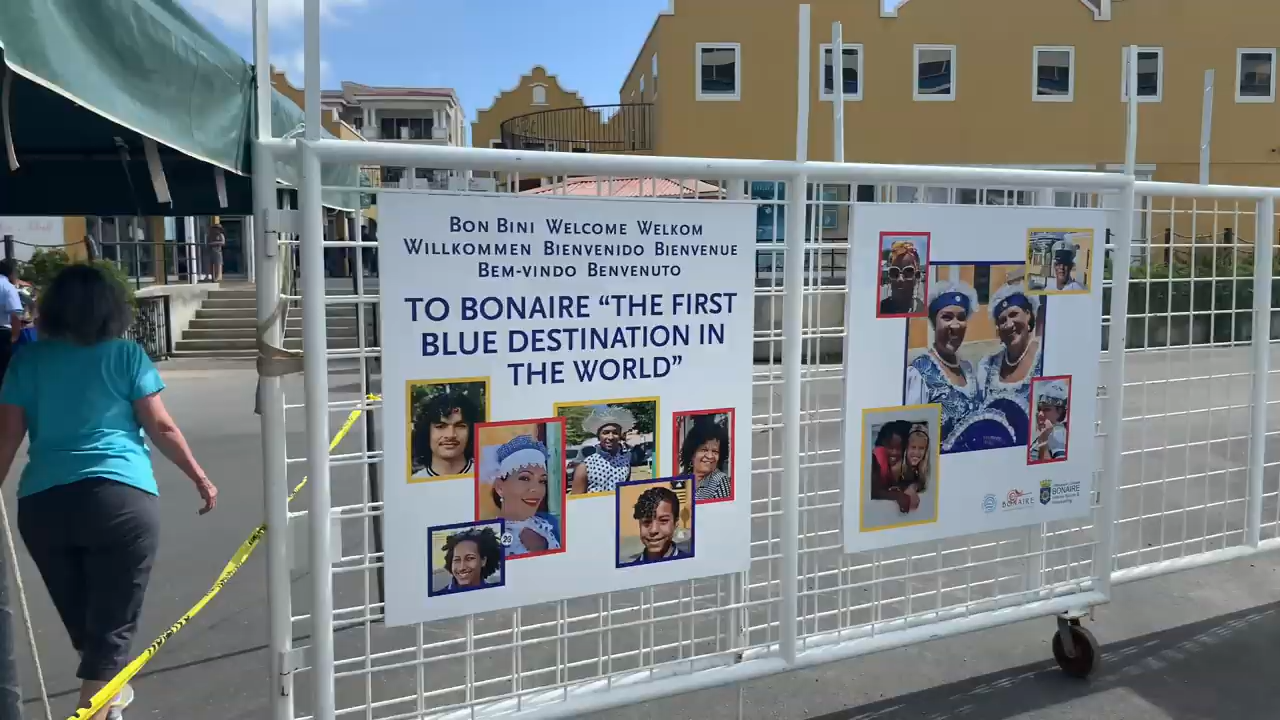 Bon Bini Welcome Welkom
Willkommen Bienvenido Bienvenue
Bem-vindo Benvenuto
TO BONAIRE “THE FIRST
BLUE DESTINATION IN
THE WORLD”
23
BONAIRE
BONAIRE